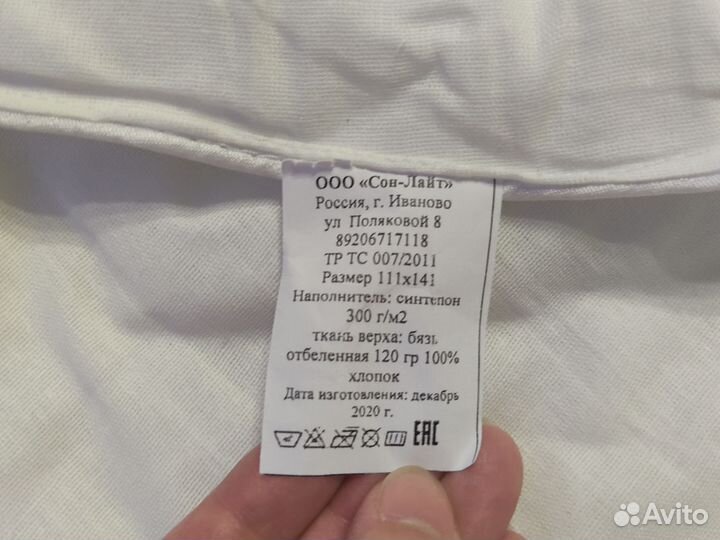 ООО «Сон-Лайт»
Россия, г. Иваново
ул Поляковой 8
89206717118
ТР ТС 007/2011
Размер 111x141
Наполнитель: синтепон
300 г/м2
ткань верха: бязь
отбеленная 120 гр 100%
хлопок
Дата изготовления: декабрь
2020 г.
ЕАС
Avito